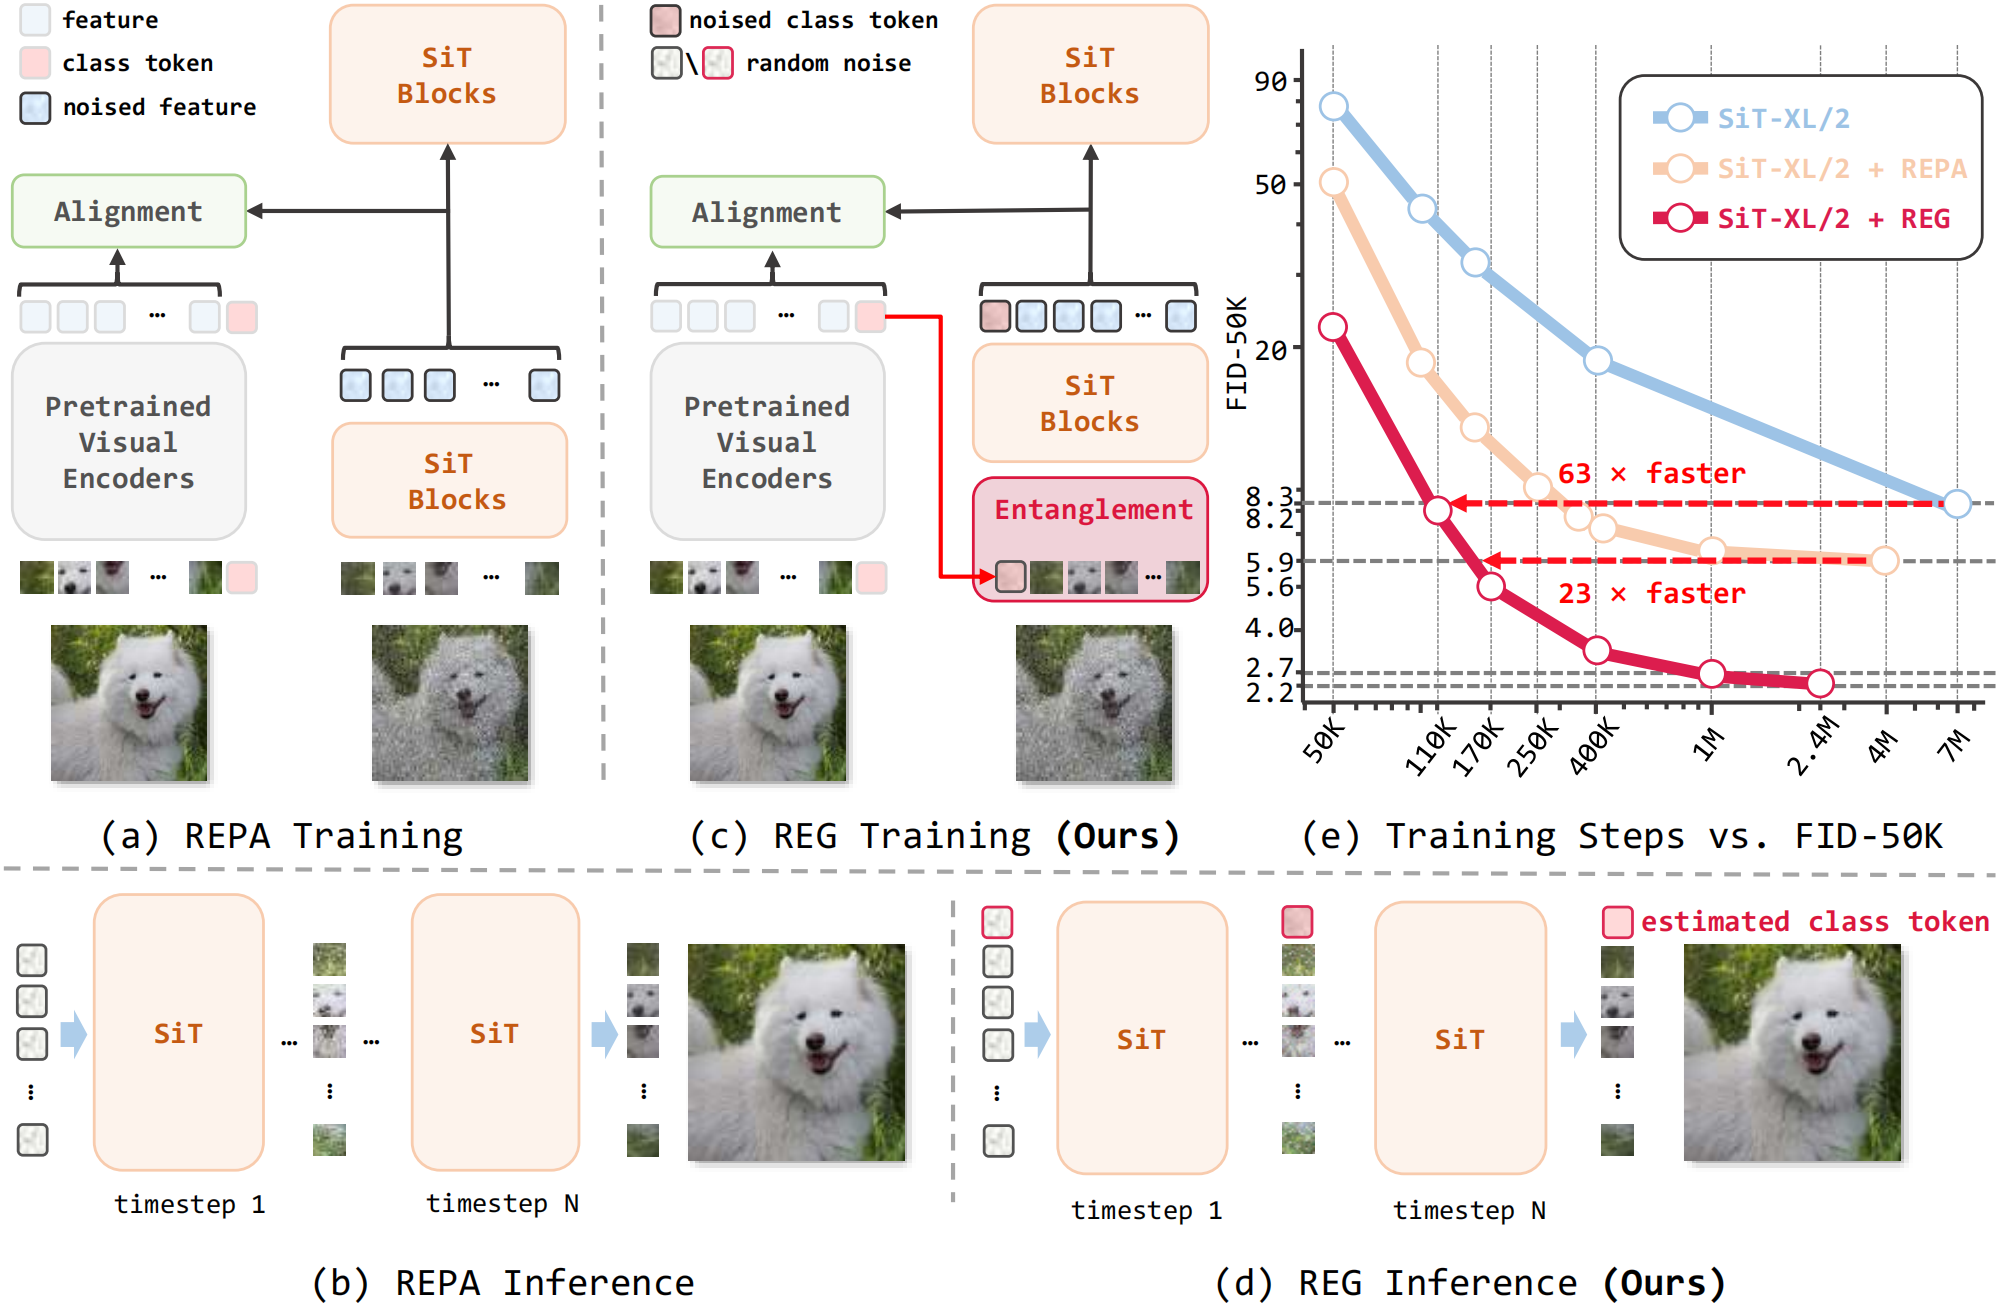 feature
class token
noised feature
SiT
Blocks
Alignment
...
Pretrained
Visual
Encoders
...
SiT
Blocks
...
...
(a) REPA Training
noised class token
\ random noise
SiT
Blocks
Alignment
...
...
Pretrained
Visual
Encoders
SiT
Blocks
Entanglement
...
...
(c) REG Training (Ours)
FID-50K
90
50
20
8.3
8.2
5.9
5.6
4.0
2.7
2.2
SiT-XL/2
SiT-XL/2 + REPA
SiT-XL/2 + REG
63 × faster
23 × faster
50K
110K
170K
250K
400K
1M
2.4M
4M
7M
(e) Training Steps vs. FID-50K
SiT
... ...
SiT
timestep 1
timestep N
(b) REPA Inference
estimated class token
SiT
... ...
SiT
timestep 1
timestep N
(d) REG Inference (Ours)